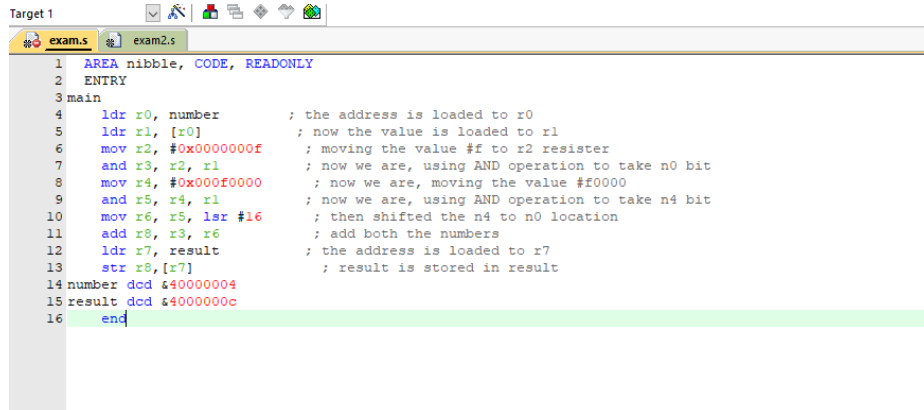 Target 1
exam.s exam2.s
1 AREA nibble, CODE, READONLY
2 ENTRY
3 main
4 ldr r0, number ; the address is loaded to r0
5 ldr r1, [r0] ; now the value is loaded to r1
6 mov r2, #0x0000000f ; moving the value #f to r2 resister
7 and r3, r2, r1 ; now we are, using AND operation to take n0 bit
8 mov r4, #0x000f0000 ; now we are, moving the value #f0000
9 and r5, r4, r1 ; now we are, using AND operation to take n4 bit
10 mov r6, r5, lsr #16 ; then shifted the n4 to n0 location
11 add r8, r3, r6 ; add both the numbers
12 ldr r7, result ; the address is loaded to r7
13 str r8,[r7] ; result is stored in result
14 number dcd &40000004
15 result dcd &4000000c
16 end